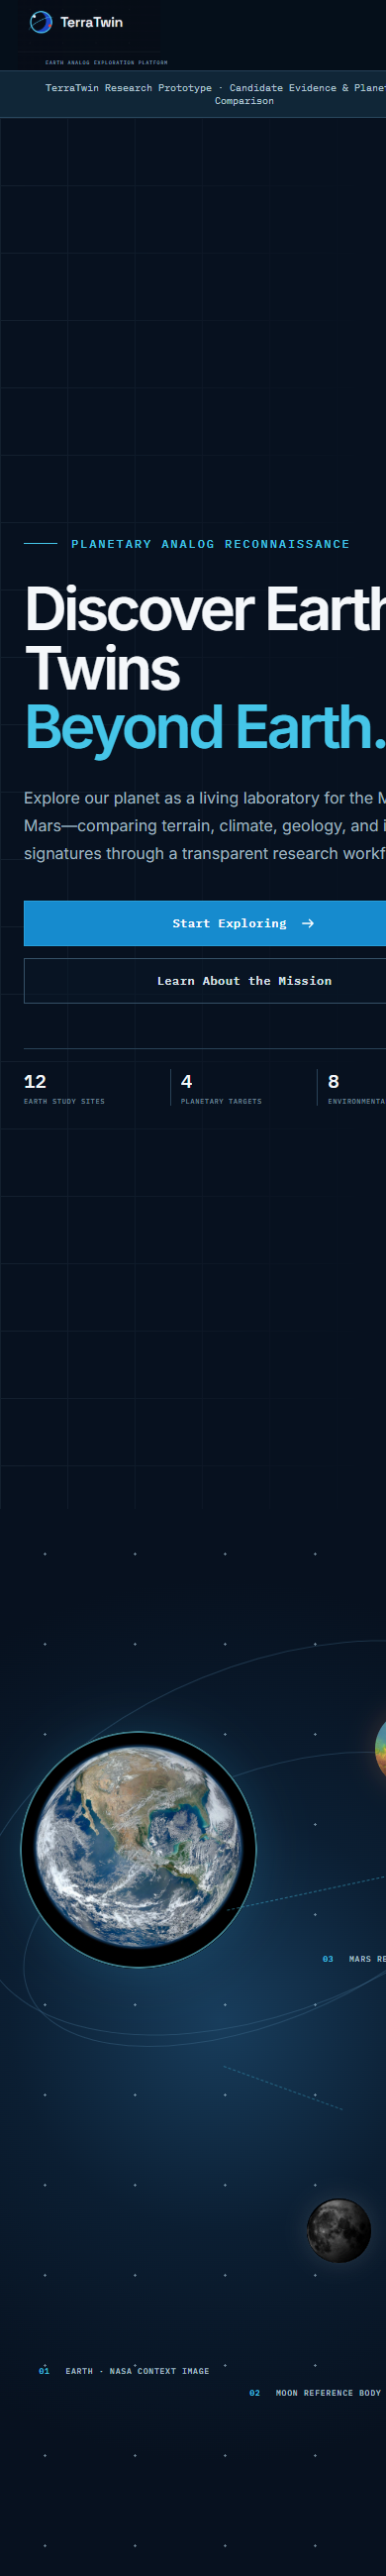 TerraTwin
EARTH ANALOG EXPLORATION PLATFORM
TerraTwin Research Prototype · Candidate Evidence & Planet
Comparison
PLANETARY ANALOG RECONNAISSANCE
Discover Earth
Twins
Beyond Earth.
Explore our planet as a living laboratory for the M
Mars—comparing terrain, climate, geology, and i
signatures through a transparent research workf
Start Exploring →
Learn About the Mission
12
EARTH STUDY SITES
4
PLANETARY TARGETS
8
ENVIRONMENTA
03 MARS RE
01 EARTH · NASA CONTEXT IMAGE
02 MOON REFERENCE BODY